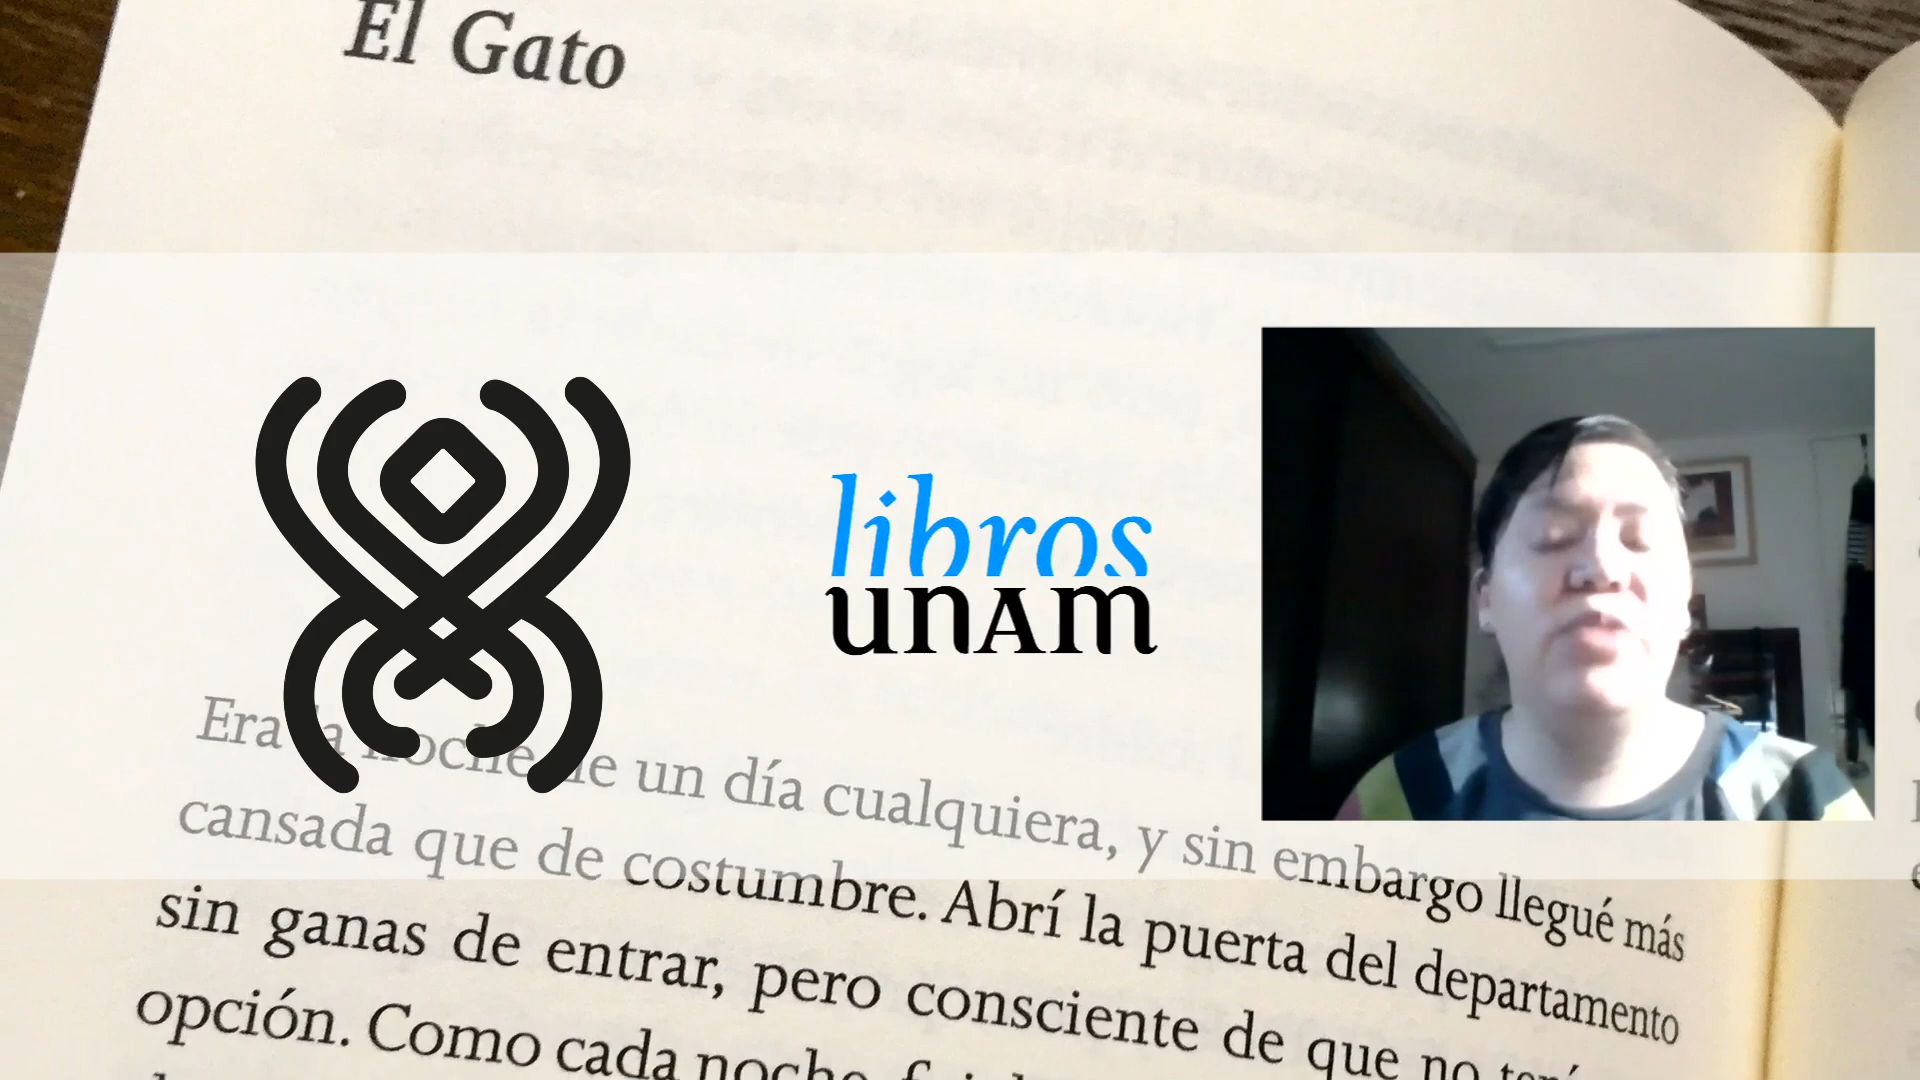 El Gato
libros
unam
Era la noche de un día cualquiera, y sin embargo llegué más
cansada que de costumbre. Abrí la puerta del departamento
sin ganas de entrar, pero consciente de que no
opción. Como cada noche